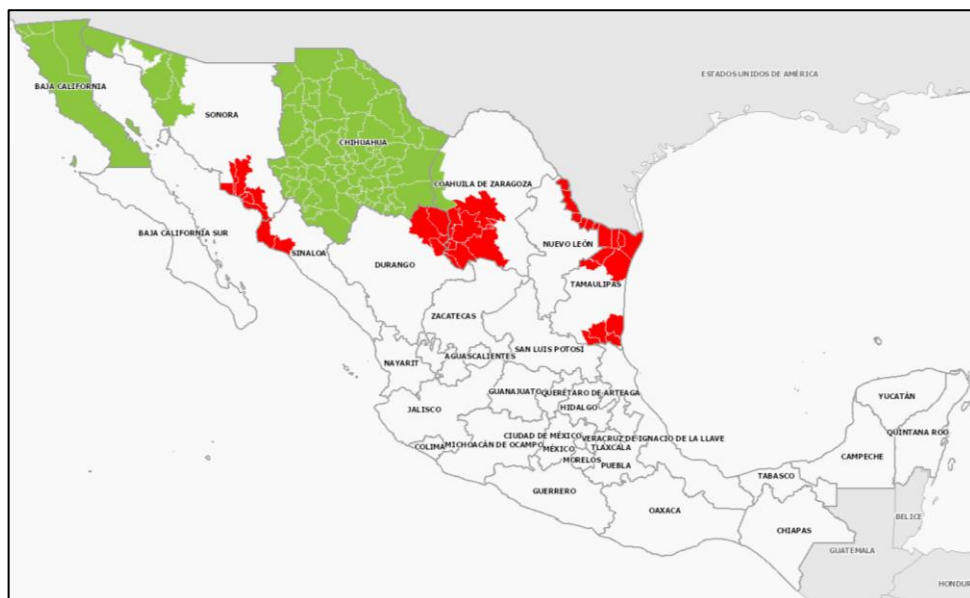 ESTADOS UNIDOS DE AMÉRICA
BAJA CALIFORNIA
SONORA
CHIHUAHUA
COAHUILA DE ZARAGOZA
BAJA CALIFORNIA SUR
SINALOA
NUEVO LEÓN
DURANGO
TAMAULIPAS
ZACATECAS
SAN LUIS POTOSÍ
NAYARIT
AGUASCALIENTES
GUANAJUATO
QUERÉTARO DE ARTEAGA
YUCATÁN
JALISCO
HIDALGO
QUINTANA ROO
CIUDAD DE MÉXICO
VERACRUZ DE IGNACIO DE LA LLAVE
COLIMA
MICHOACÁN DE OCAMPO
MÉXICO
TLAXCALA
CAMPECHE
MORELOS
PUEBLA
TABASCO
GUERRERO
OAXACA
BELICE
CHIAPAS
GUATEMALA
HONDUR